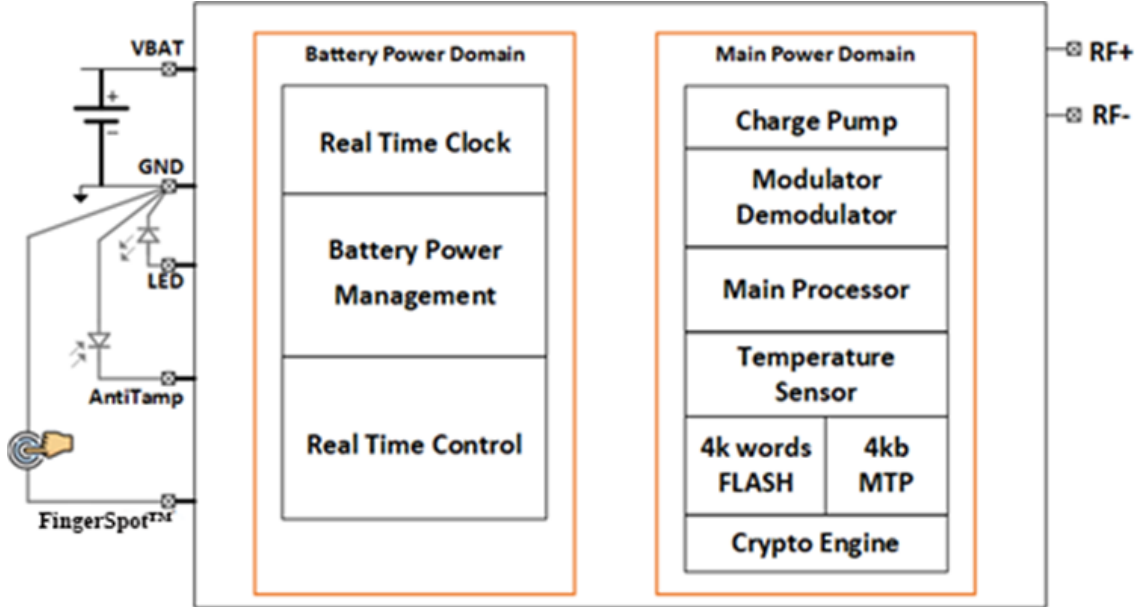 VBAT
+
−
GND
LED
AntiTamp
FingerSpot™
Battery Power Domain
Real Time Clock
Battery Power
Management
Real Time Control
Main Power Domain
Charge Pump
Modulator
Demodulator
Main Processor
Temperature
Sensor
4k words
FLASH
4kb
MTP
Crypto Engine
RF+
RF-